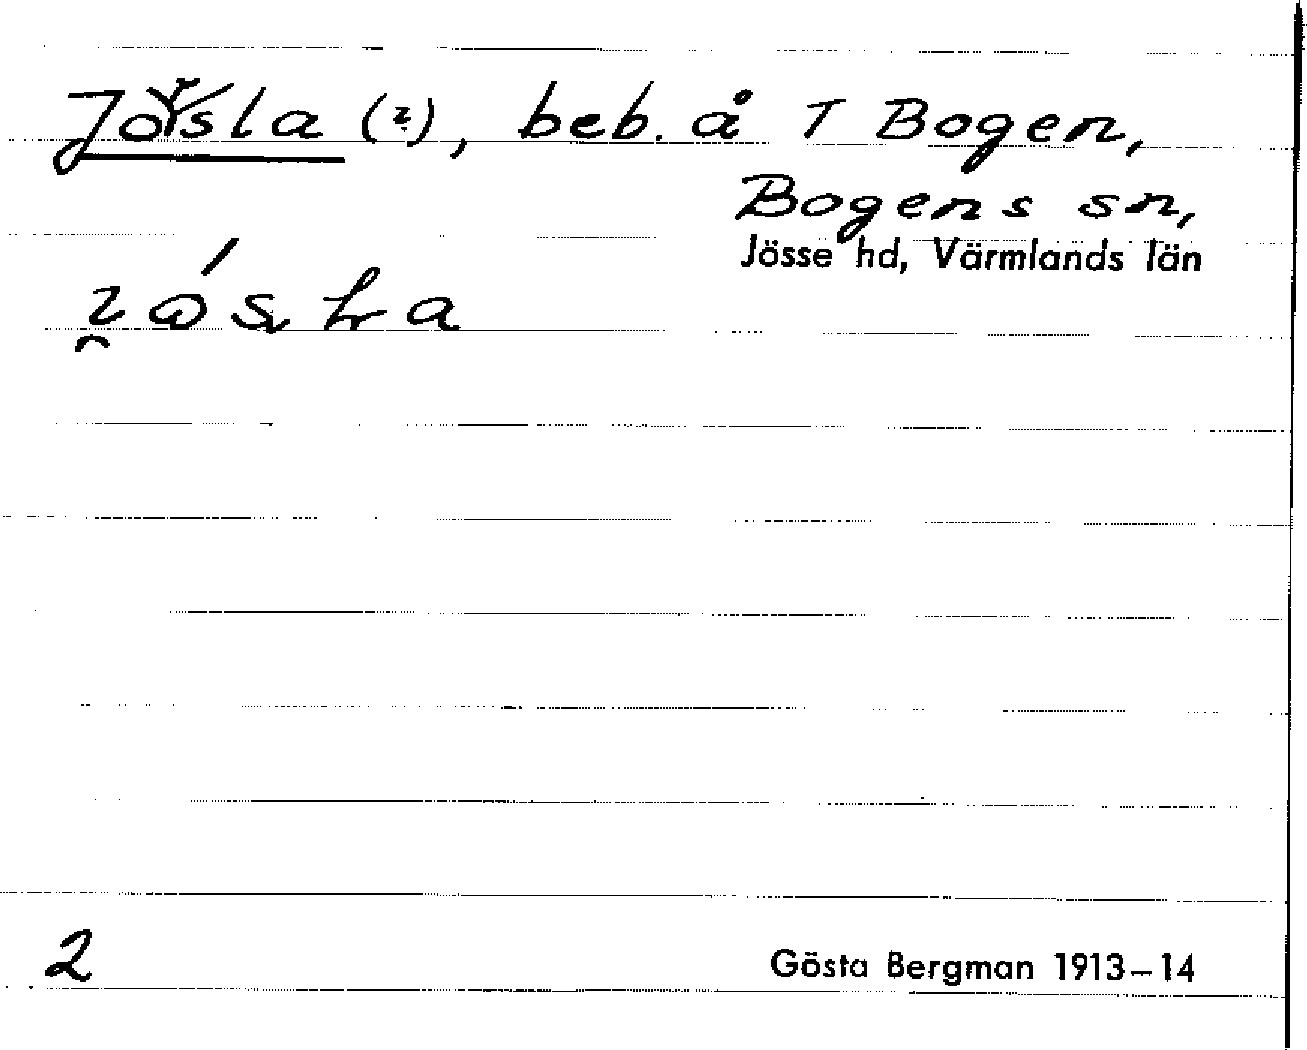 Jösla (?), beb. å T Bogen,
Bogens sn,
Jösse hd, Värmlands län
2
Gösta Bergman 1913–14